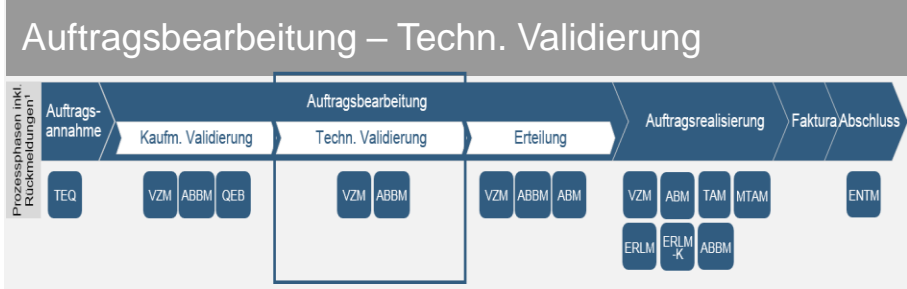 Auftragsbearbeitung – Techn. Validierung
Prozessphasen inkl.
Rückmeldungen¹
Auftrags-
annahme
Auftragsbearbeitung
Kaufm. Validierung
Techn. Validierung
Erteilung
Auftragsrealisierung
Faktura
Abschluss
TEQ
VZM ABBM QEB
VZM ABBM
VZM ABBM ABM
VZM ABM TAM MTAM
ERLM ERLM
-K ABBM
ENTM